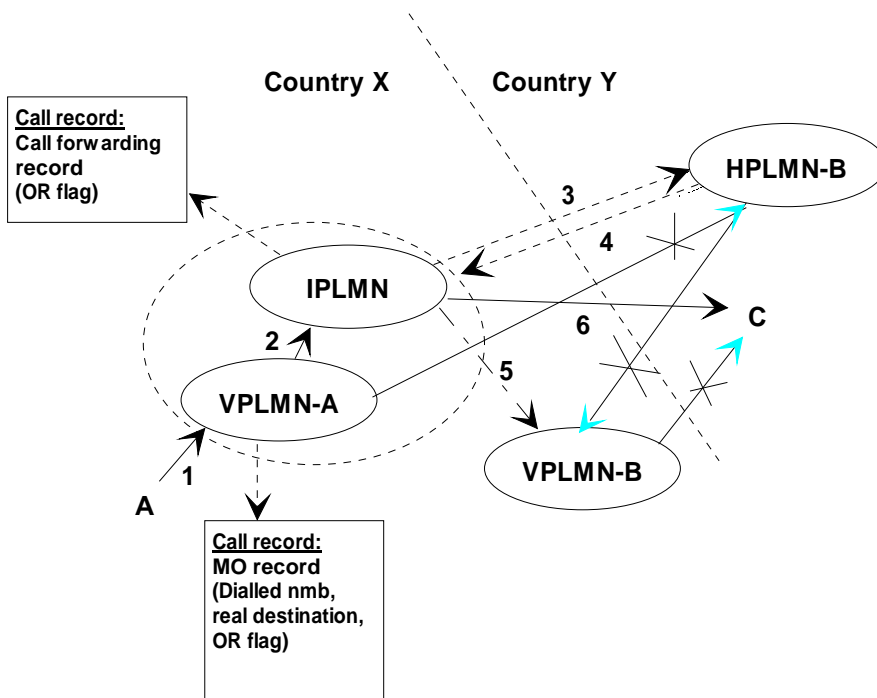 Country X
Country Y
Call record:
Call forwarding
record
(OR flag)
HPLMN-B
3
4
IPLMN
C
6
2
5
VPLMN-A
VPLMN-B
1
A
Call record:
MO record
(Dialled nmb,
real destination,
OR flag)